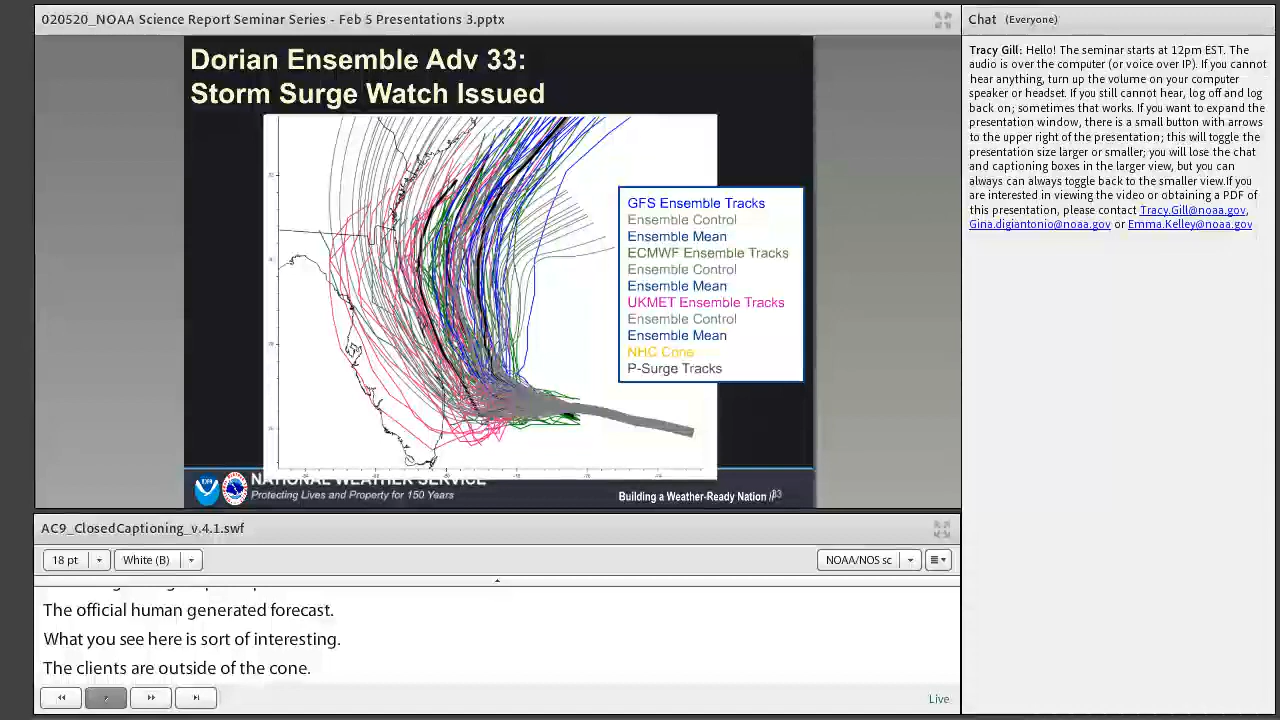 020520_NOAA Science Report Seminar Series - Feb 5 Presentations 3.pptx
Dorian Ensemble Adv 33:
Storm Surge Watch Issued
GFS Ensemble Tracks
Ensemble Control
Ensemble Mean
ECMWF Ensemble Tracks
Ensemble Control
Ensemble Mean
UKMET Ensemble Tracks
Ensemble Control
Ensemble Mean
NHC Cone
P-Surge Tracks
NATIONAL WEATHER SERVICE
Protecting Lives and Property for 150 Years
Building a Weather-Ready Nation // 33
Chat (Everyone)
Tracy Gill: Hello! The seminar starts at 12pm EST. The
audio is over the computer (or voice over IP). If you cannot
hear anything, turn up the volume on your computer
speaker or headset. If you still cannot hear, log off and log
back on; sometimes that works. If you want to expand the
presentation window, there is a small button with arrows
to the upper right of the presentation; this will toggle the
presentation size larger or smaller; you will lose the chat
and captioning boxes in the larger view, but you can
always can always toggle back to the smaller view.If you
are interested in viewing the video or obtaining a PDF of
this presentation, please contact Tracy.Gill@noaa.gov,
Gina.digiantonio@noaa.gov or Emma.Kelley@noaa.gov
AC9_ClosedCaptioning_v.4.1.swf
18 pt
White (B)
NOAA/NOS sc
The official human generated forecast.
What you see here is sort of interesting.
The clients are outside of the cone.
Live